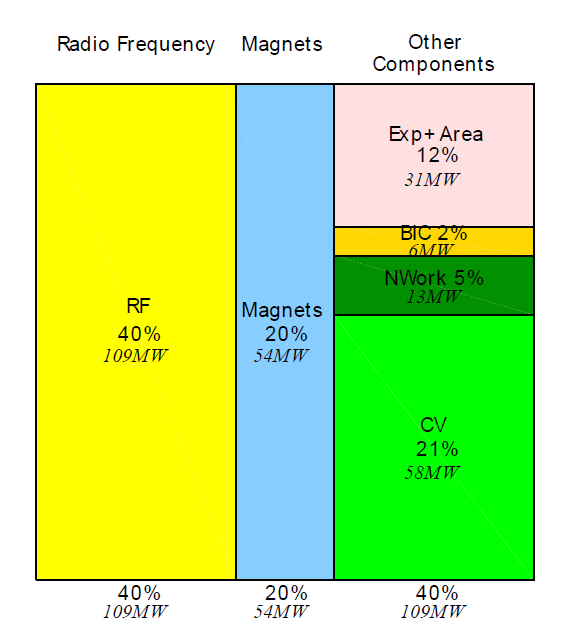 Radio Frequency
Magnets
Other
Components
Exp+ Area
12%
31MW
BIC 2%
6MW
NWork 5%
13MW
RF
40%
109MW
Magnets
20%
54MW
CV
21%
58MW
40%
109MW
20%
54MW
40%
109MW